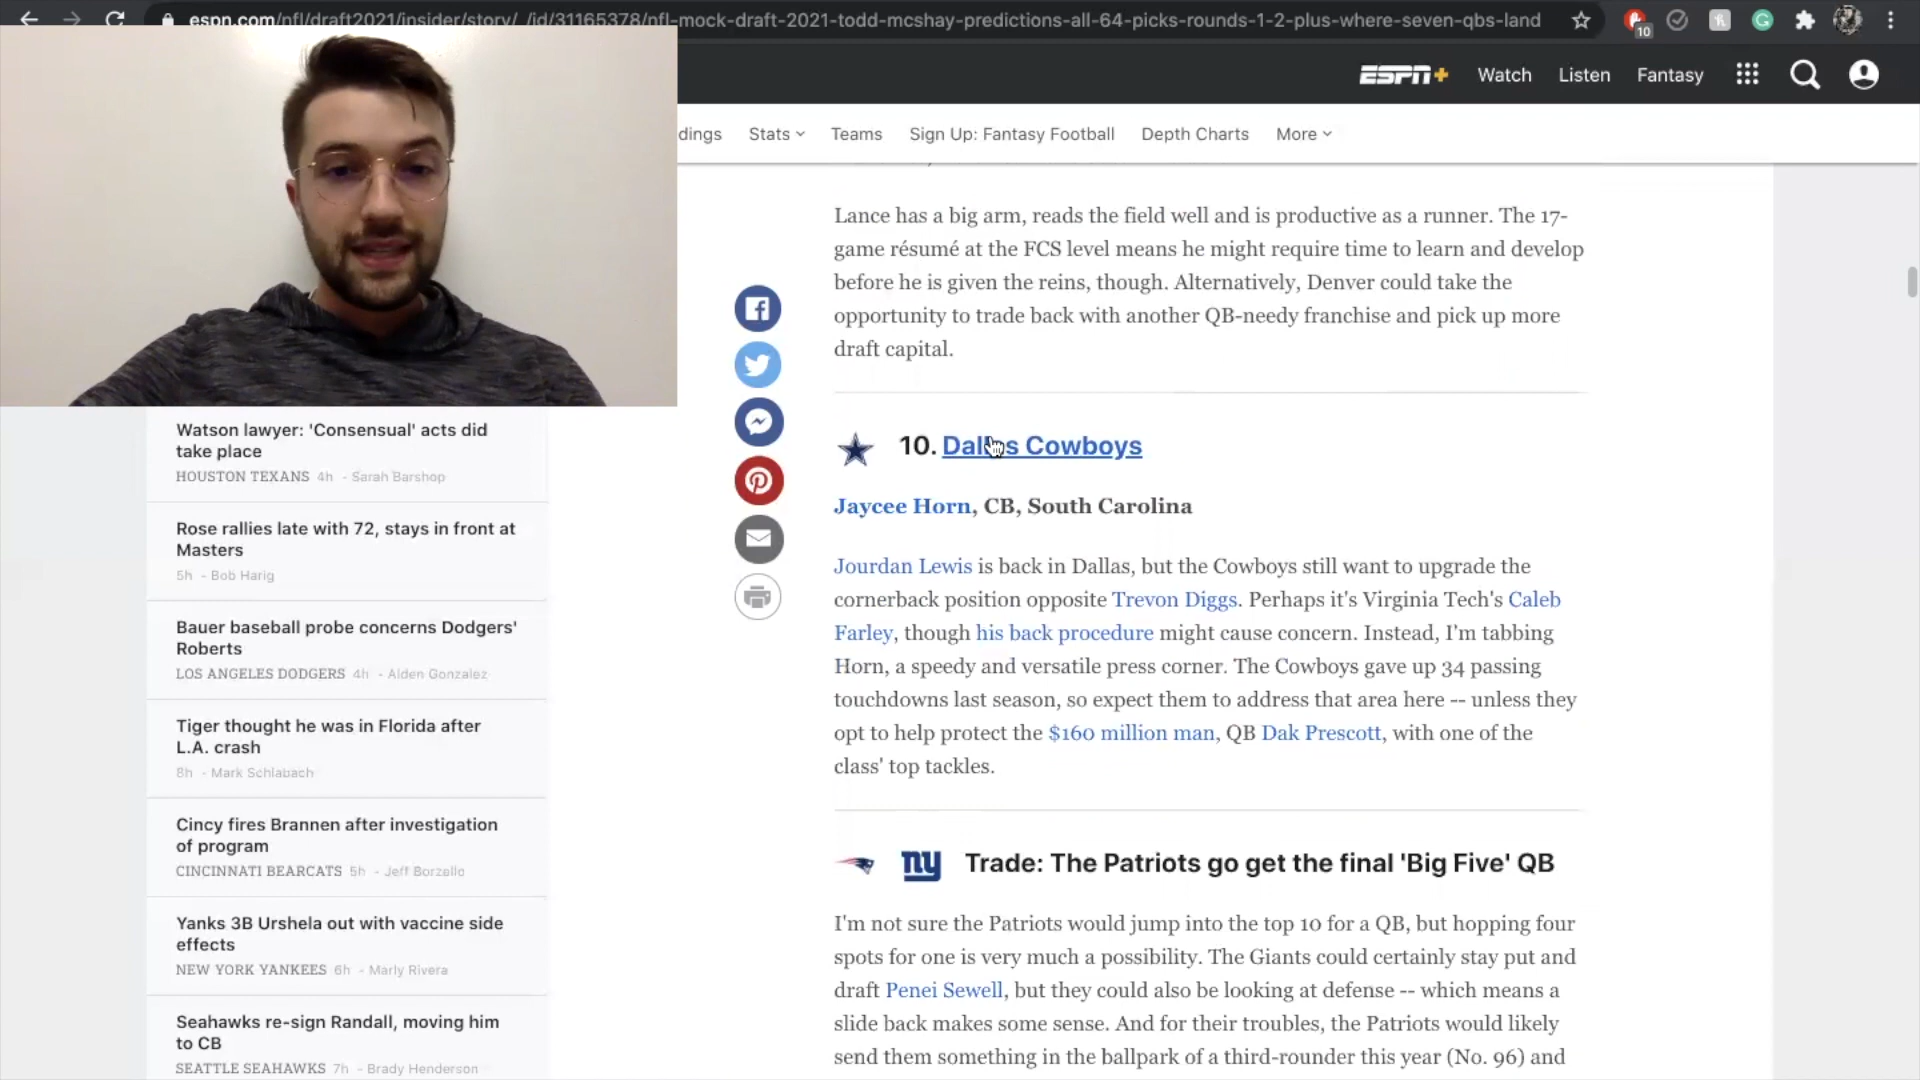 espn.com/nfl/draft2021/insider/story/_/id/31165378/nfl-mock-draft-2021-todd-mcshay-predictions-all-64-picks-rounds-1-2-plus-where-seven-qbs-land
10
ESPN+ Watch Listen Fantasy
dings Stats Teams Sign Up: Fantasy Football Depth Charts More
Lance has a big arm, reads the field well and is productive as a runner. The 17-
game résumé at the FCS level means he might require time to learn and develop
before he is given the reins, though. Alternatively, Denver could take the
opportunity to trade back with another QB-needy franchise and pick up more
draft capital.
10. Dallas Cowboys
Jaycee Horn, CB, South Carolina
Jourdan Lewis is back in Dallas, but the Cowboys still want to upgrade the
cornerback position opposite Trevon Diggs. Perhaps it's Virginia Tech's Caleb
Farley, though his back procedure might cause concern. Instead, I'm tabbing
Horn, a speedy and versatile press corner. The Cowboys gave up 34 passing
touchdowns last season, so expect them to address that area here -- unless they
opt to help protect the $160 million man, QB Dak Prescott, with one of the
class' top tackles.
ny Trade: The Patriots go get the final 'Big Five' QB
I'm not sure the Patriots would jump into the top 10 for a QB, but hopping four
spots for one is very much a possibility. The Giants could certainly stay put and
draft Penei Sewell, but they could also be looking at defense -- which means a
slide back makes some sense. And for their troubles, the Patriots would likely
send them something in the ballpark of a third-rounder this year (No. 96) and
Watson lawyer: 'Consensual' acts did
take place
HOUSTON TEXANS 4h - Sarah Barshop
Rose rallies late with 72, stays in front at
Masters
5h - Bob Harig
Bauer baseball probe concerns Dodgers'
Roberts
LOS ANGELES DODGERS 4h - Alden Gonzalez
Tiger thought he was in Florida after
L.A. crash
8h - Mark Schlabach
Cincy fires Brannen after investigation
of program
CINCINNATI BEARCATS 5h - Jeff Borzello
Yanks 3B Urshela out with vaccine side
effects
NEW YORK YANKEES 6h - Marly Rivera
Seahawks re-sign Randall, moving him
to CB
SEATTLE SEAHAWKS 7h - Brady Henderson